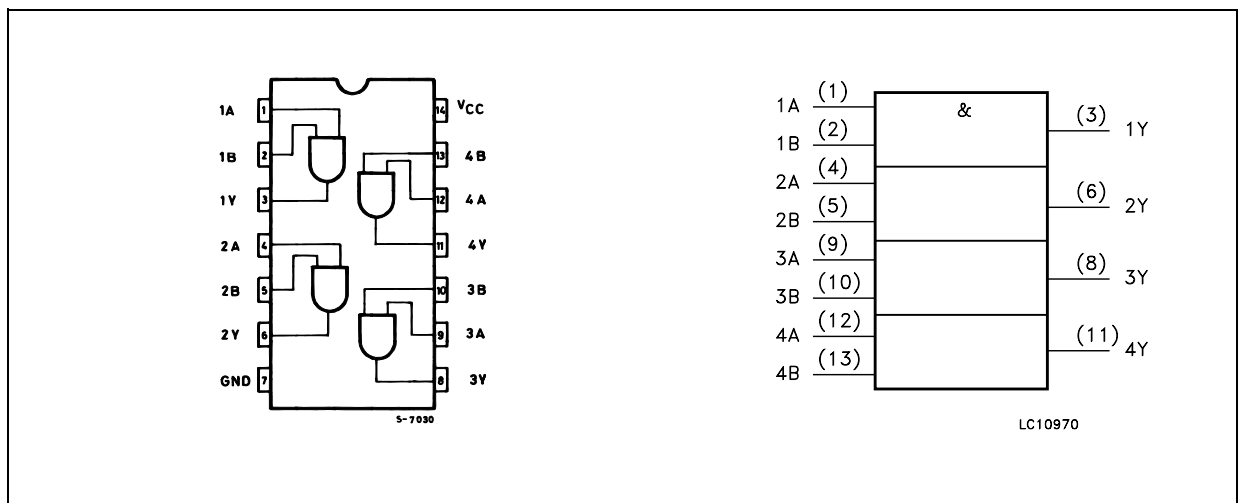 1A 1 14 VCC
1B 2 13 4B
1Y 3 12 4A
2A 4 11 4Y
2B 5 10 3B
2Y 6 9 3A
GND 7 8 3Y
S-7030
&
1A (1)
1B (2)
2A (4)
2B (5)
3A (9)
3B (10)
4A (12)
4B (13)
(3) 1Y
(6) 2Y
(8) 3Y
(11) 4Y
LC10970